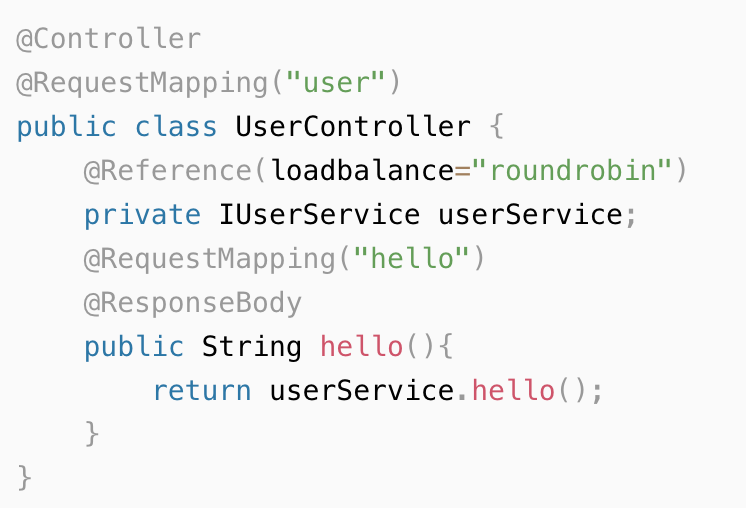 @Controller
@RequestMapping("user")
public class UserController {
    @Reference(loadbalance="roundrobin")
    private IUserService userService;
    @RequestMapping("hello")
    @ResponseBody
    public String hello(){
        return userService.hello();
    }
}